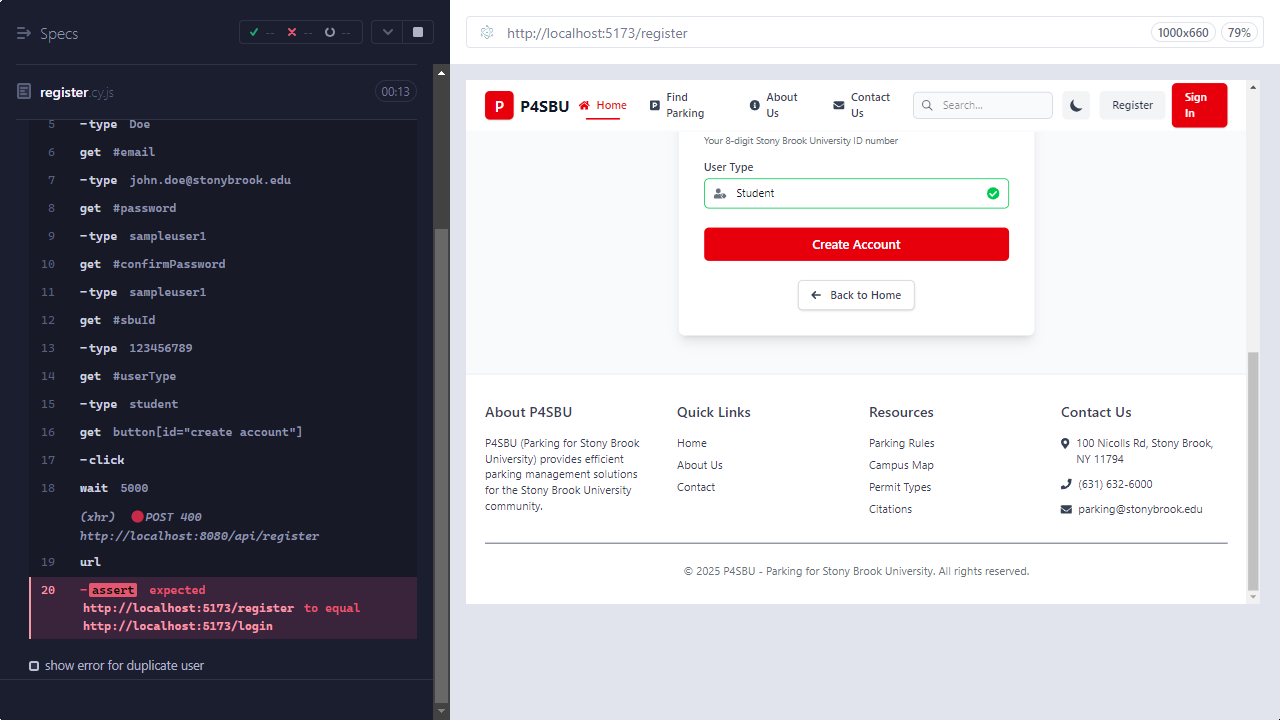 Specs
-- -- --
register.cy.js
00:13
5 -type Doe
6 get #email
7 -type john.doe@stonybrook.edu
8 get #password
9 -type sampleuser1
10 get #confirmPassword
11 -type sampleuser1
12 get #sbuId
13 -type 123456789
14 get #userType
15 -type student
16 get button[id="create account"]
17 -click
18 wait 5000
(xhr) POST 400
http://localhost:8080/api/register
19 url
20 -assert expected
http://localhost:5173/register to equal
http://localhost:5173/login
show error for duplicate user
http://localhost:5173/register
1000x660
79%
P P4SBU
Home
Find
Parking
About
Us
Contact
Us
Search...
Register
Sign
In
Your 8-digit Stony Brook University ID number
User Type
Student
Create Account
Back to Home
About P4SBU
P4SBU (Parking for Stony Brook
University) provides efficient
parking management solutions
for the Stony Brook University
community.
Quick Links
Home
About Us
Contact
Resources
Parking Rules
Campus Map
Permit Types
Citations
Contact Us
100 Nicolls Rd, Stony Brook,
NY 11794
(631) 632-6000
parking@stonybrook.edu
© 2025 P4SBU - Parking for Stony Brook University. All rights reserved.